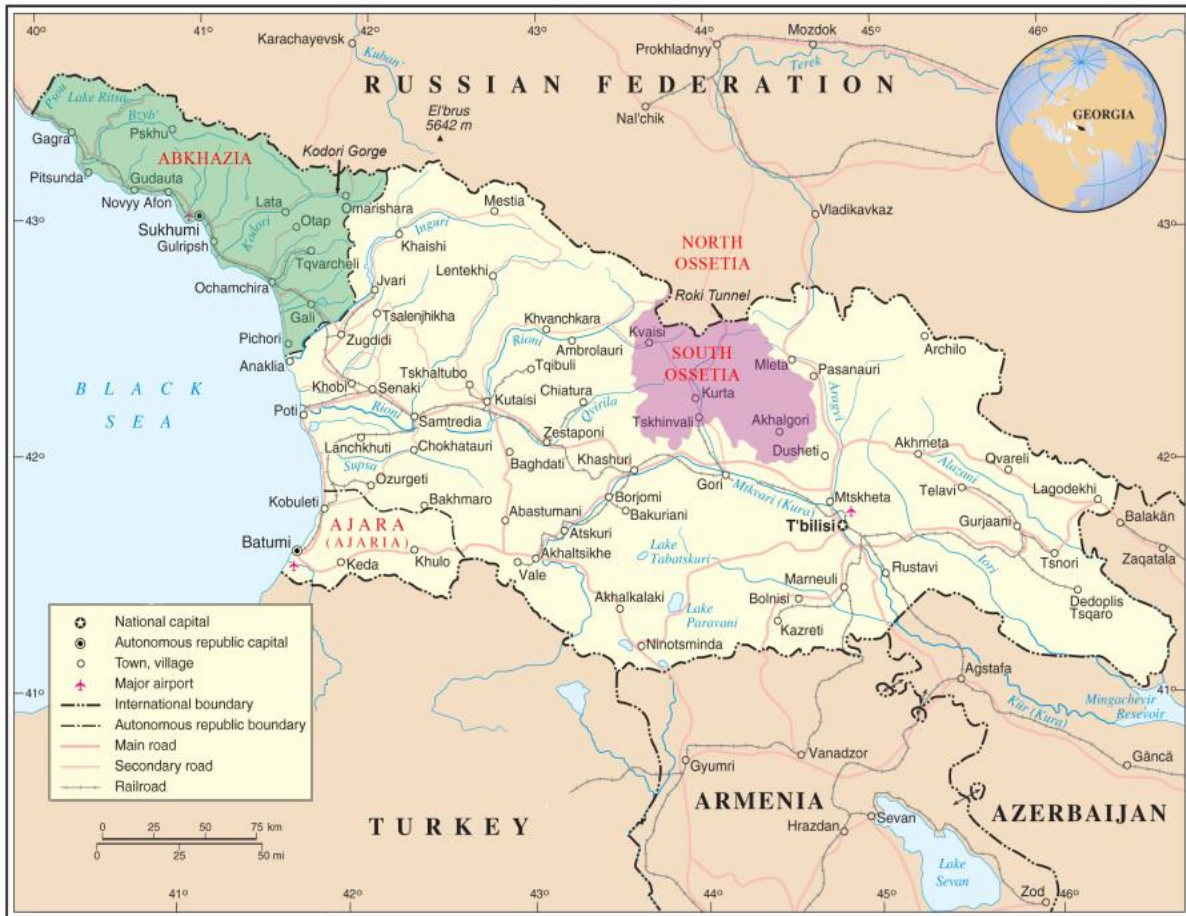 40°
41°
42°
43°
44°
45°
46°
Karachayevsk
Kuban'
Prokhladnyy
Mozdok
Terek
RUSSIAN FEDERATION
GEORGIA
Psou
Lake Ritsa
Bzyb'
El'brus
5642 m
Nal'chik
Gagra
Pskhu
ABKHAZIA
Kodori Gorge
Pitsunda
Gudauta
Novyy Afon
Lata
Omarishara
Mestia
43°
Sukhumi
Otap
Kodori
Gulripsh
Inguri
Khaishi
Vladikavkaz
43°
Tqvarcheli
Lentekhi
NORTH
OSSETIA
Ochamchira
Jvari
Roki Tunnel
Gali
Tsalenjhikha
Khvanchkara
Kvaisi
Pichori
Zugdidi
Rioni
Ambrolauri
SOUTH
OSSETIA
Mleta
Archilo
Anaklia
Tqibuli
Pasanauri
BLACK
SEA
Khobi
Senaki
Tskhaltubo
Chiatura
Kurta
Aragvi
Poti
Rioni
Kutaisi
Qvirila
Samtredia
Tskhinvali
Akhalgori
Zestaponi
Lanchkhuti
Chokhatauri
Akhmeta
42°
Supsa
Baghdati
Khashuri
Dusheti
Qvareli
42°
Ozurgeti
Gori
Mtkvari (Kura)
Alazani
Telavi
Lagodekhi
Kobuleti
Bakhmaro
Borjomi
Mtskheta
AJARA
(AJARIA)
Abastumani
Bakuriani
T'bilisi
Gurjaani
Balakän
Batumi
Atskuri
Lake
Tabatskuri
Tsnori
Zaqatala
Keda
Khulo
Akhaltsikhe
Vale
Iori
Rustavi
Marneuli
Akhalkalaki
Bolnisi
Dedoplis
Tsqaro
Lake
Paravani
Kazreti
Ninotsminda
National capital
Autonomous republic capital
Town, village
Major airport
International boundary
Autonomous republic boundary
Main road
Secondary road
Railroad
41°
Agstafa
41°
Mingachevir
Resevoir
Kür (Kura)
Vanadzor
Gyumri
Gäncä
ARMENIA
AZERBAIJAN
TURKEY
Hrazdan
Sevan
Lake
Sevan
Zod
0 25 50 75 km
0 25 50 mi
41°
42°
43°
44°
45°
46°